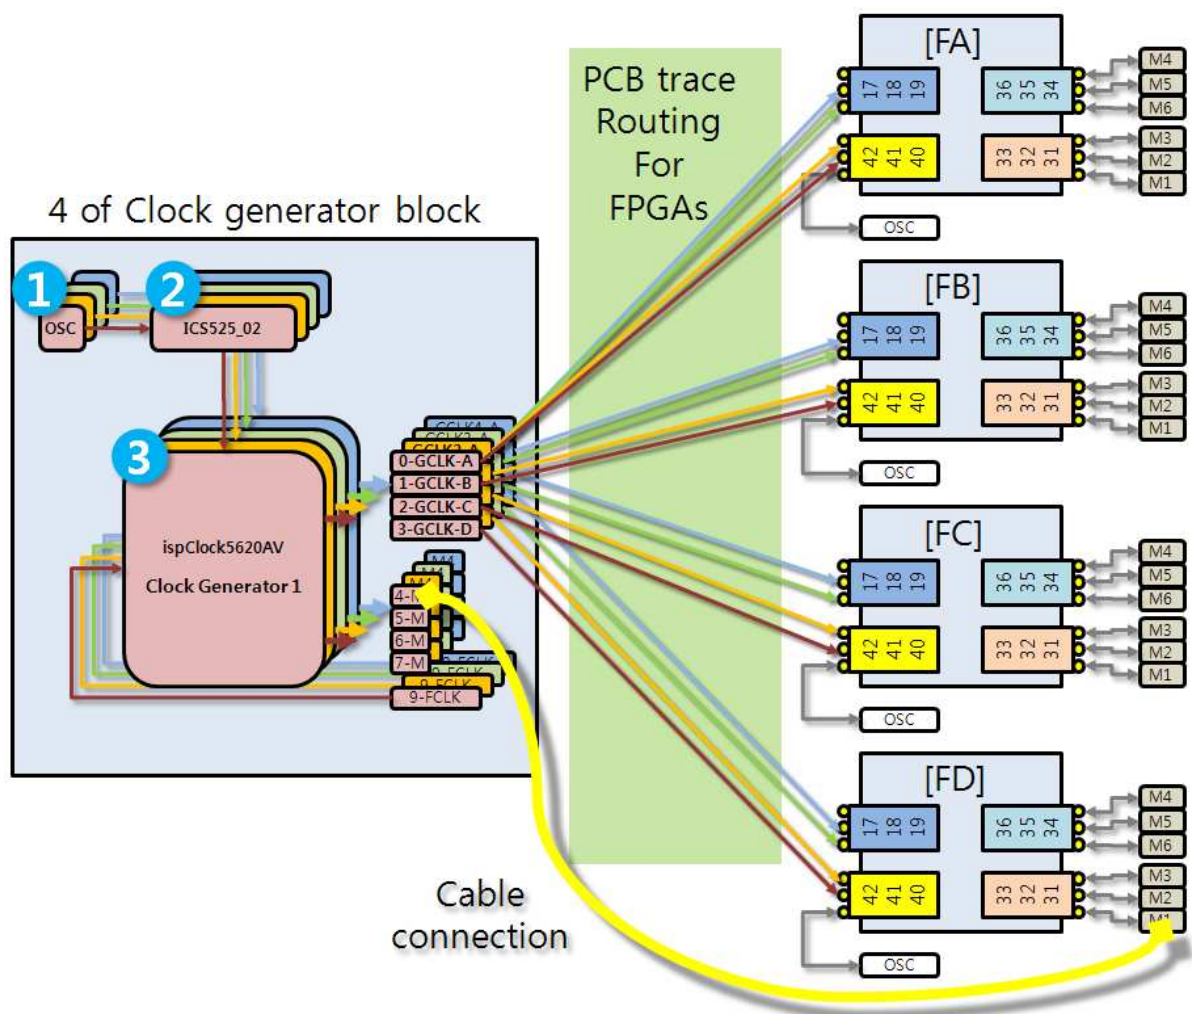 4 of Clock generator block
1
2
OSC
ICS525_02
3
ispClock5620AV
Clock Generator 1
0-GCLK-A
1-GCLK-B
2-GCLK-C
3-GCLK-D
M4
4-M
5-M
6-M
7-M
9-FCLK
9-FCLK
Cable
connection
PCB trace
Routing
For
FPGAs
[FA]
17 18 19
36 35 34
42 41 40
33 32 31
OSC
M4
M5
M6
M3
M2
M1
[FB]
17 18 19
36 35 34
42 41 40
33 32 31
OSC
M4
M5
M6
M3
M2
M1
[FC]
17 18 19
36 35 34
42 41 40
33 32 31
OSC
M4
M5
M6
M3
M2
M1
[FD]
17 18 19
36 35 34
42 41 40
33 32 31
OSC
M4
M5
M6
M3
M2
M1